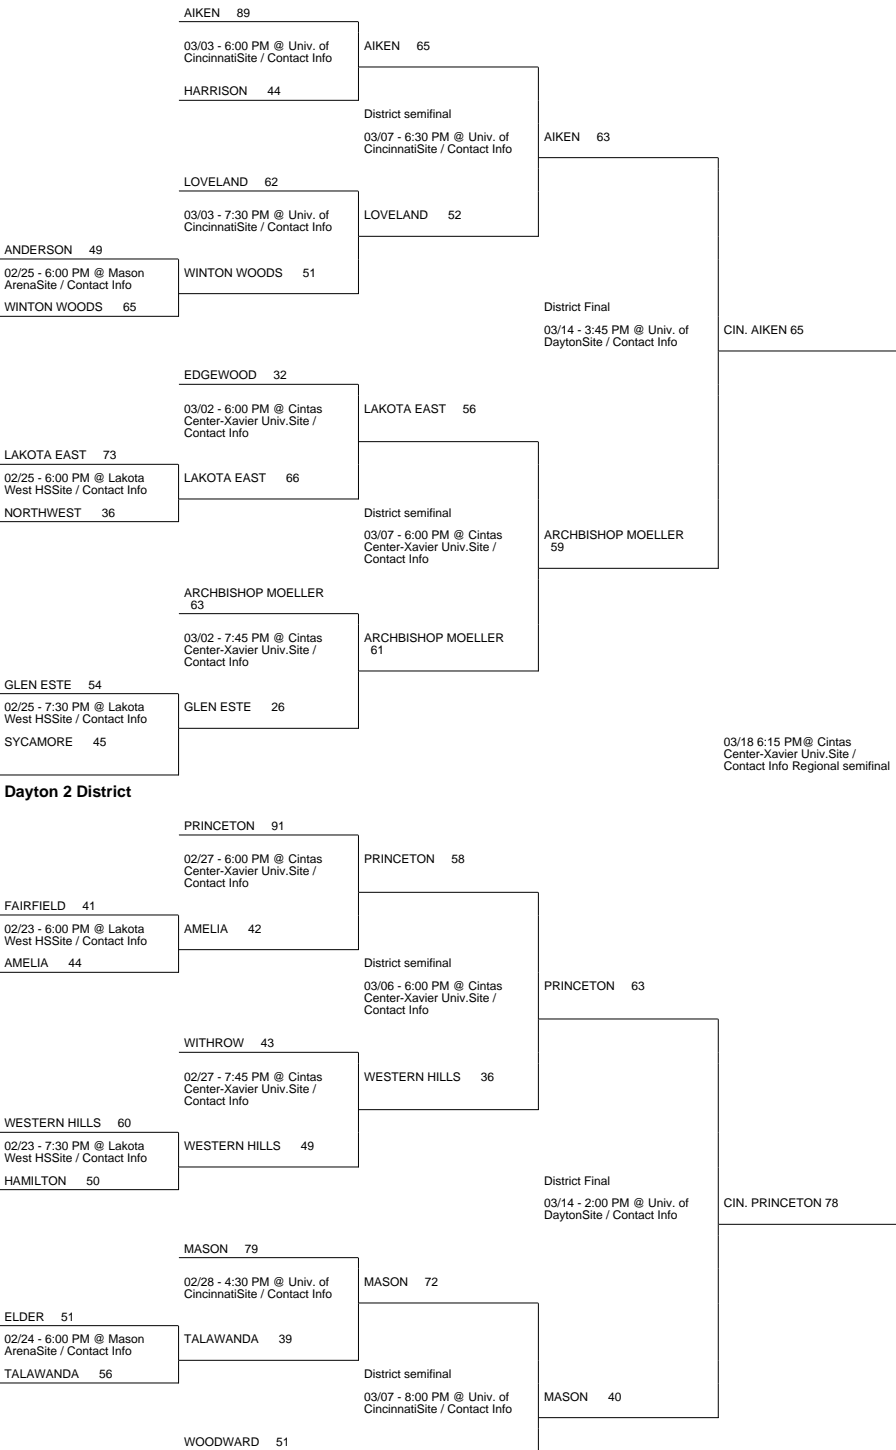 AIKEN 89
03/03 - 6:00 PM @ Univ. of
CincinnatiSite / Contact Info
AIKEN 65
HARRISON 44
District semifinal
03/07 - 6:30 PM @ Univ. of
CincinnatiSite / Contact Info
AIKEN 63
LOVELAND 62
03/03 - 7:30 PM @ Univ. of
CincinnatiSite / Contact Info
LOVELAND 52
ANDERSON 49
02/25 - 6:00 PM @ Mason
ArenaSite / Contact Info
WINTON WOODS 51
WINTON WOODS 65
District Final
03/14 - 3:45 PM @ Univ. of
DaytonSite / Contact Info
CIN. AIKEN 65
EDGEWOOD 32
03/02 - 6:00 PM @ Cintas
Center-Xavier Univ.Site /
Contact Info
LAKOTA EAST 56
LAKOTA EAST 73
02/25 - 6:00 PM @ Lakota
West HSSite / Contact Info
LAKOTA EAST 66
NORTHWEST 36
District semifinal
03/07 - 6:00 PM @ Cintas
Center-Xavier Univ.Site /
Contact Info
ARCHBISHOP MOELLER
59
ARCHBISHOP MOELLER
63
03/02 - 7:45 PM @ Cintas
Center-Xavier Univ.Site /
Contact Info
ARCHBISHOP MOELLER
61
GLEN ESTE 54
02/25 - 7:30 PM @ Lakota
West HSSite / Contact Info
GLEN ESTE 26
SYCAMORE 45
03/18 6:15 PM@ Cintas
Center-Xavier Univ.Site /
Contact Info Regional semifinal
Dayton 2 District
PRINCETON 91
02/27 - 6:00 PM @ Cintas
Center-Xavier Univ.Site /
Contact Info
PRINCETON 58
FAIRFIELD 41
02/23 - 6:00 PM @ Lakota
West HSSite / Contact Info
AMELIA 42
AMELIA 44
District semifinal
03/06 - 6:00 PM @ Cintas
Center-Xavier Univ.Site /
Contact Info
PRINCETON 63
WITHROW 43
02/27 - 7:45 PM @ Cintas
Center-Xavier Univ.Site /
Contact Info
WESTERN HILLS 36
WESTERN HILLS 60
02/23 - 7:30 PM @ Lakota
West HSSite / Contact Info
WESTERN HILLS 49
HAMILTON 50
District Final
03/14 - 2:00 PM @ Univ. of
DaytonSite / Contact Info
CIN. PRINCETON 78
MASON 79
02/28 - 4:30 PM @ Univ. of
CincinnatiSite / Contact Info
MASON 72
ELDER 51
02/24 - 6:00 PM @ Mason
ArenaSite / Contact Info
TALAWANDA 39
TALAWANDA 56
District semifinal
03/07 - 8:00 PM @ Univ. of
CincinnatiSite / Contact Info
MASON 40
WOODWARD 51